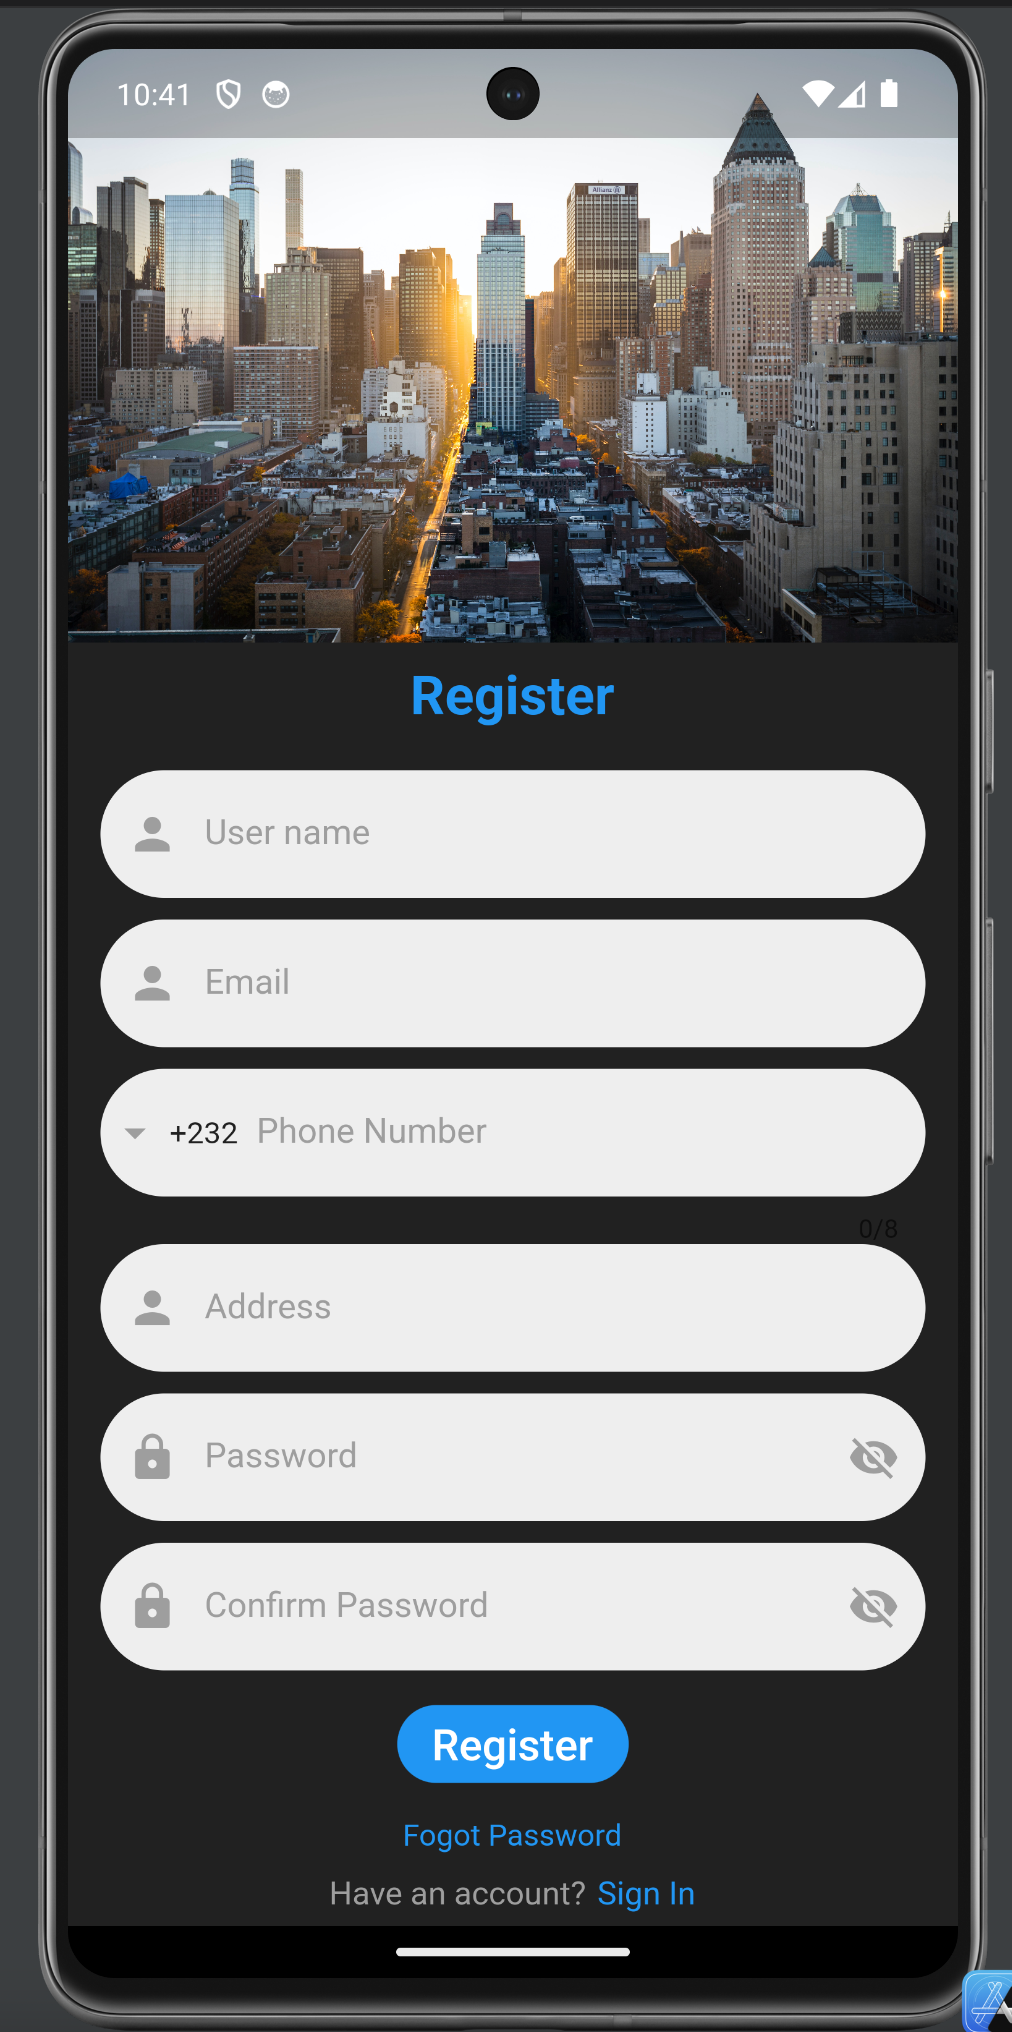 10:41
Allianz
Register
User name
Email
+232 Phone Number
0/8
Address
Password
Confirm Password
Register
Fogot Password
Have an account? Sign In